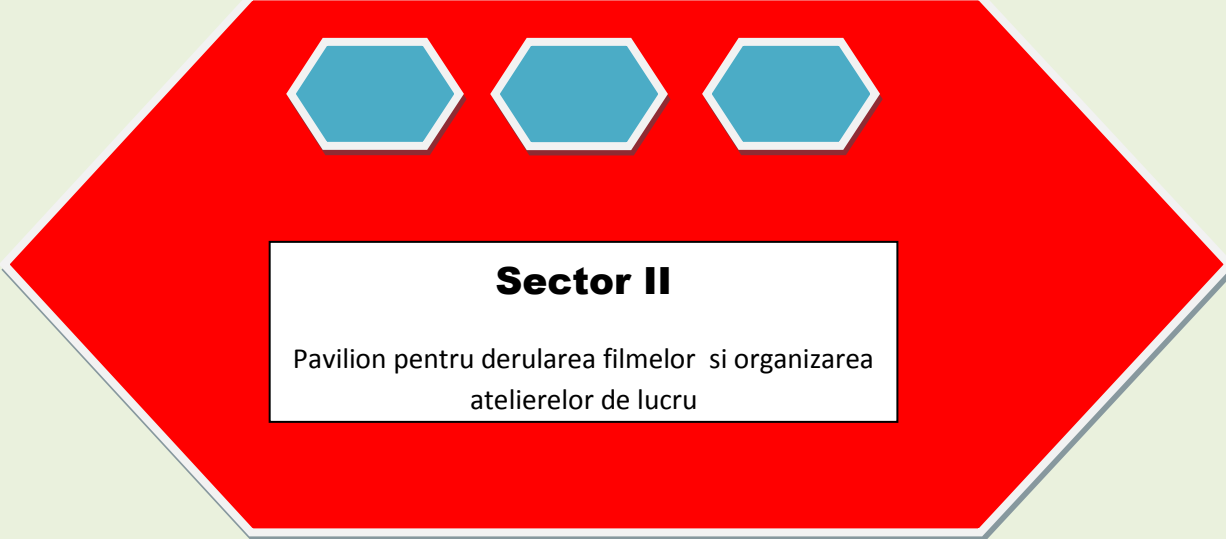 Sector II
Pavilion pentru derularea filmelor si organizarea
atelierelor de lucru